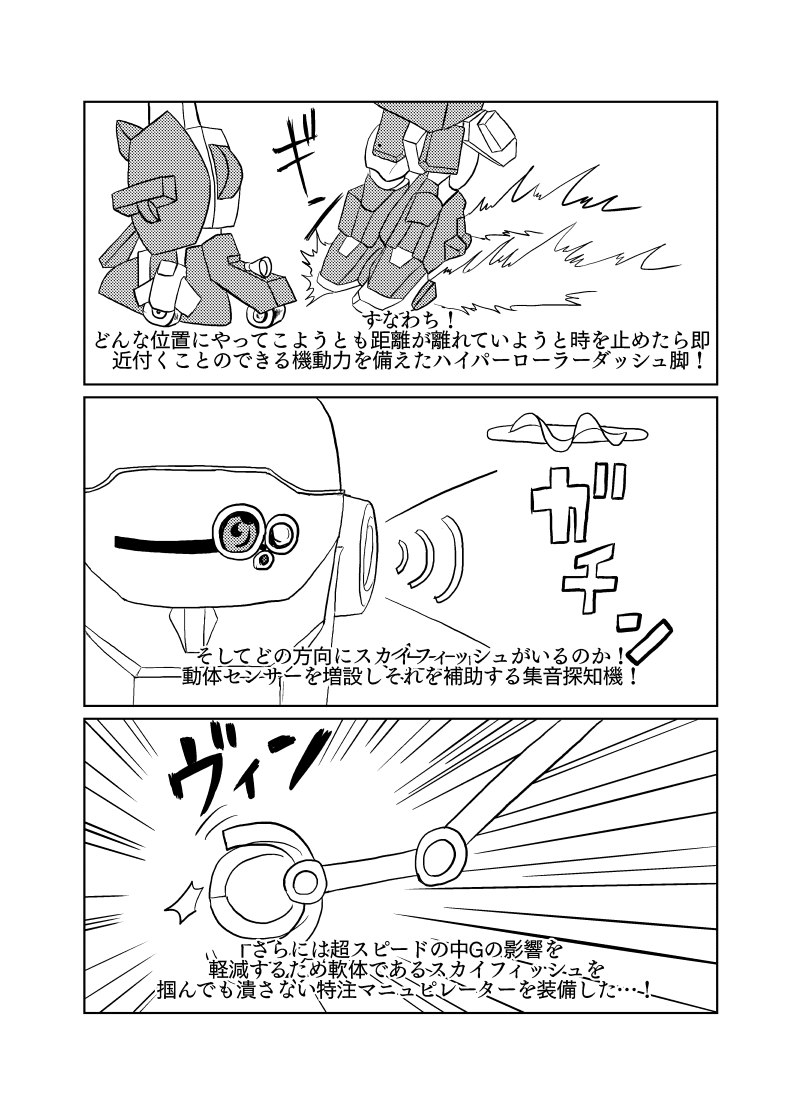 ギャン
すなわち！
どんな位置にやってこようとも距離が離れていようと時を止めたら即
近付くことのできる機動力を備えたハイパーローラーダッシュ脚！
ガチン
そしてどの方向にスカイフィッシュがいるのか！
動体センサーを増設しそれを補助する集音探知機！
ヴィン
「さらには超スピードの中Gの影響を
軽減するため軟体であるスカイフィッシュを
掴んでも潰さない特注マニュピレーターを装備した…！